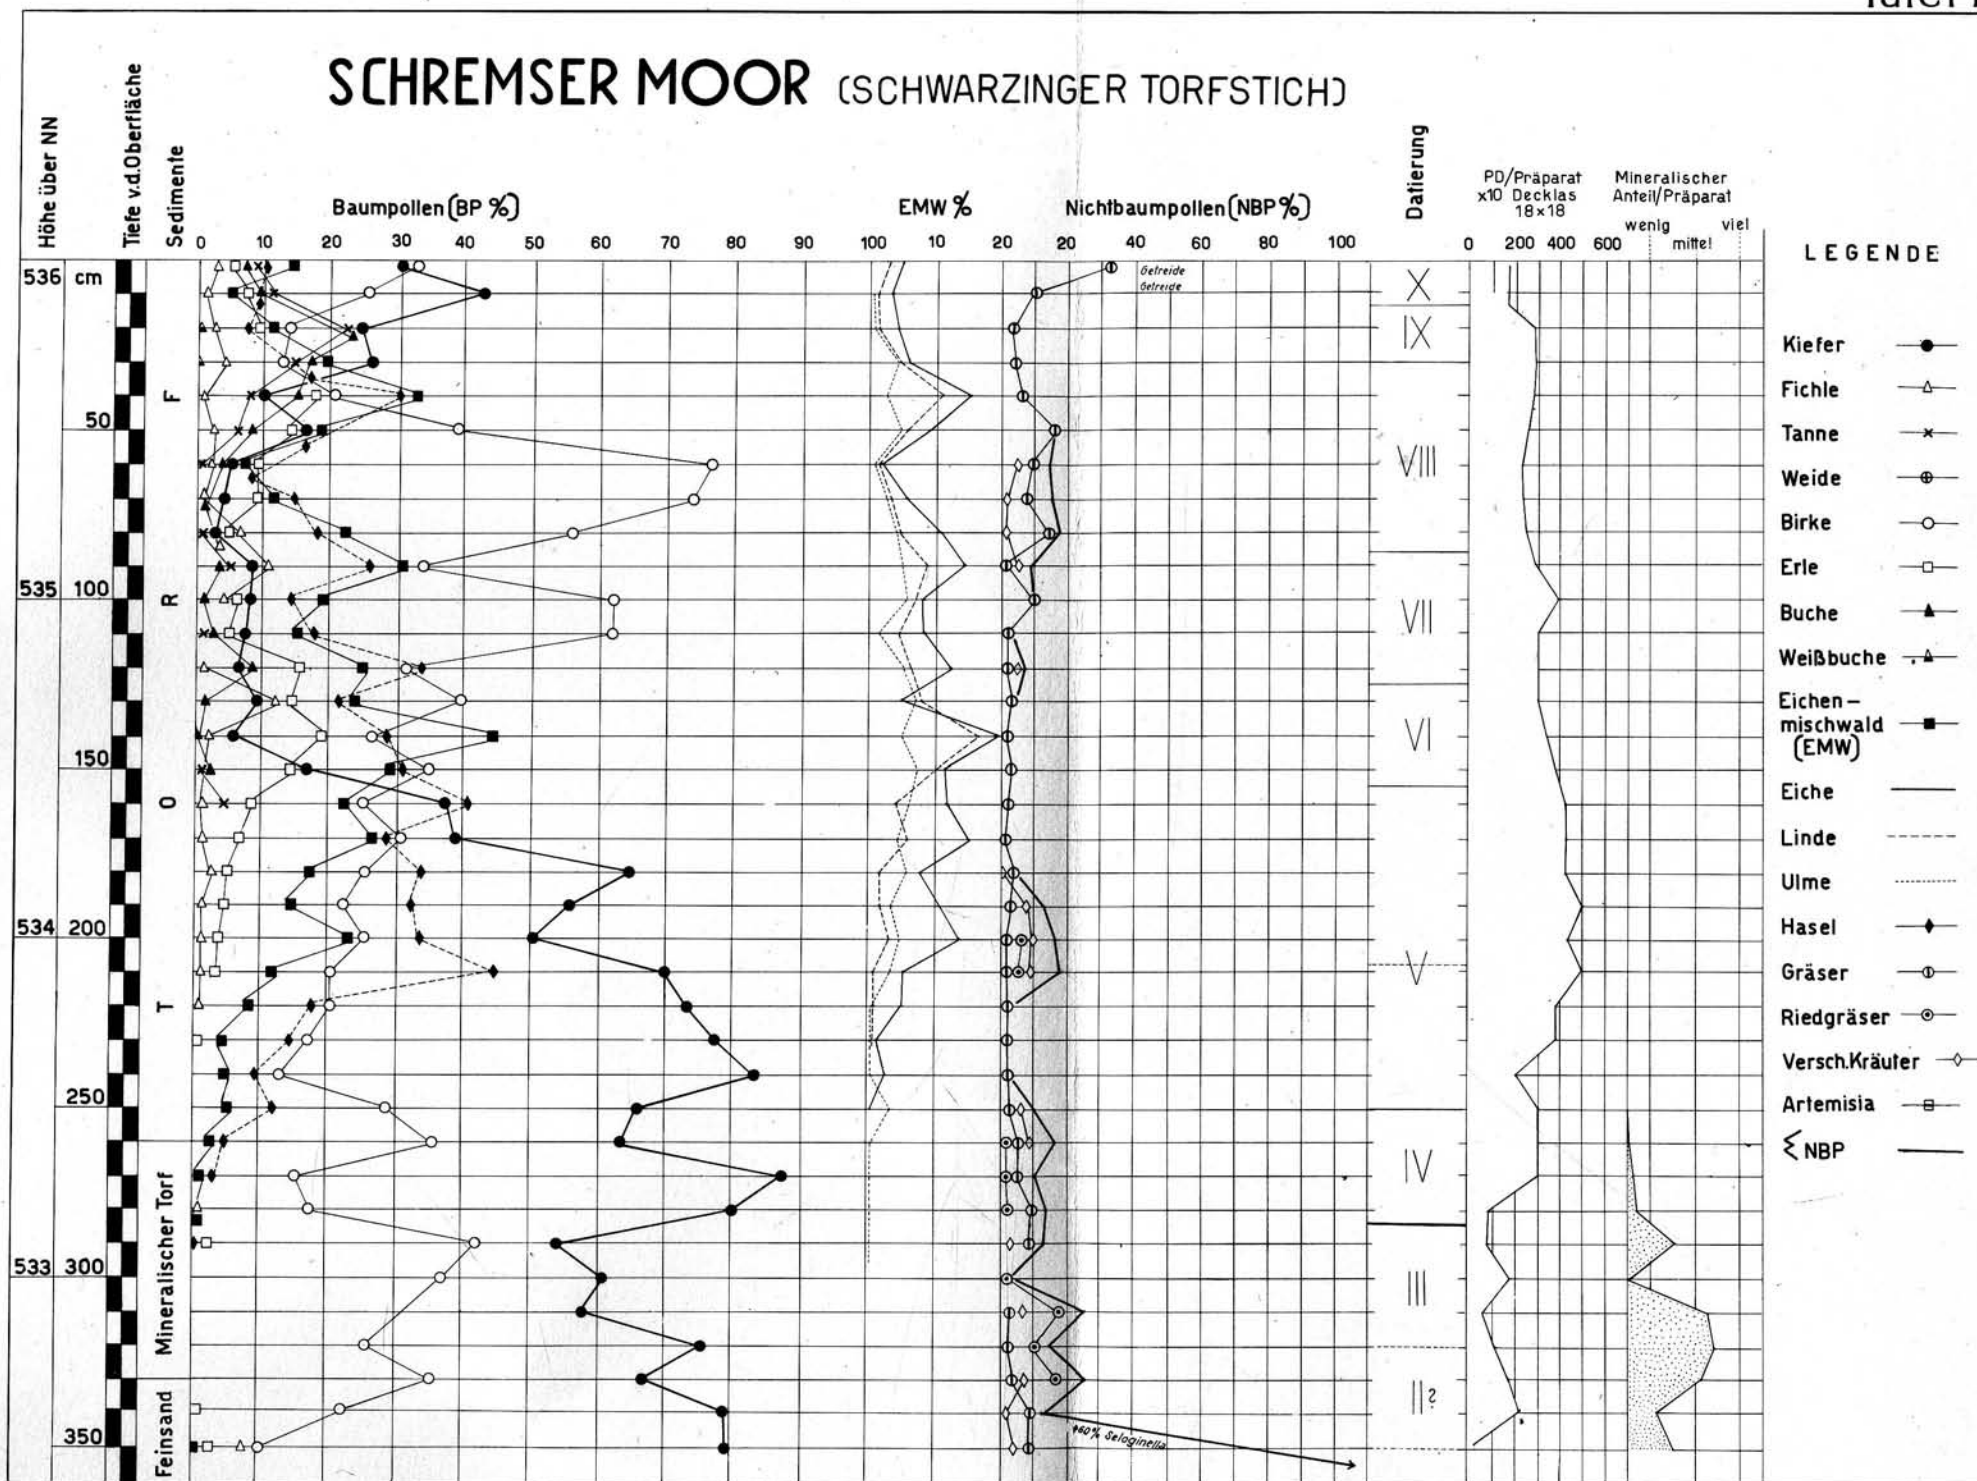 SCHREMSER MOOR (SCHWARZINGER TORFSTICH)
Höhe über NN
Tiefe v.d.Oberfläche
Sedimente
Baumpollen (BP %)
EMW %
Nichtbaumpollen (NBP %)
Datierung
PD/Präparat
x10 Decklas
18x18
Mineralischer
Anteil/Präparat
wenig
mittel
viel
0 10 20 30 40 50 60 70 80 90 100 10 20 20 40 60 80 100
0 200 400 600
LEGENDE
536 cm
50
535 100
150
534 200
250
533 300
350
TORF
Mineralischer Torf
Feinsand
Getreide
Getreide
+60% Seloginella
X
IX
VIII
VII
VI
V
IV
III
II?
Kiefer
Fichle
Tanne
Weide
Birke
Erle
Buche
Weißbuche
Eichen-
mischwald
(EMW)
Eiche
Linde
Ulme
Hasel
Gräser
Riedgräser
Versch.Kräuter
Artemisia
ΣNBP